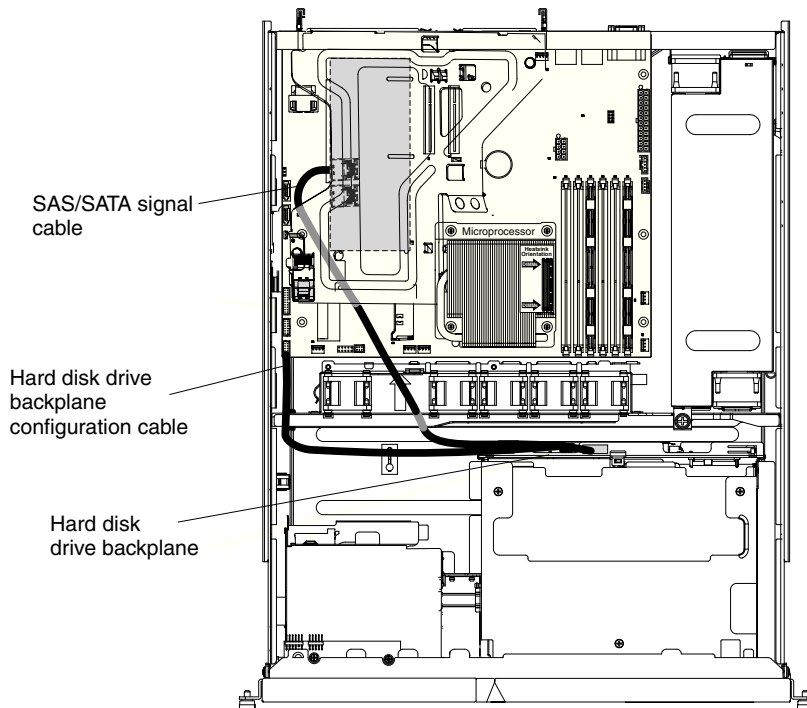 SAS/SATA signal
cable
Microprocessor
Heatsink
Orientation
Hard disk drive
backplane
configuration cable
Hard disk
drive backplane